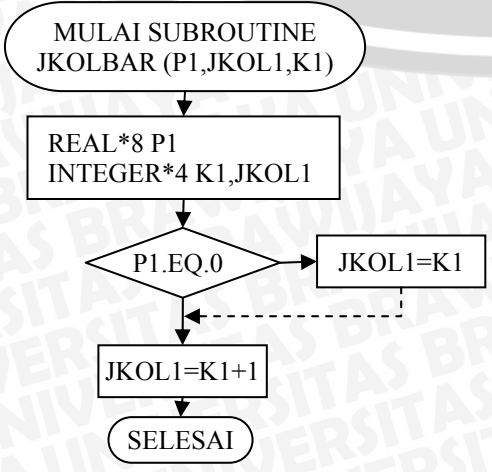 MULAI SUBROUTINE
JKOLBAR (P1,JKOL1,K1)
REAL*8 P1
INTEGER*4 K1,JKOL1
P1.EQ.0
JKOL1=K1
JKOL1=K1+1
SELESAI